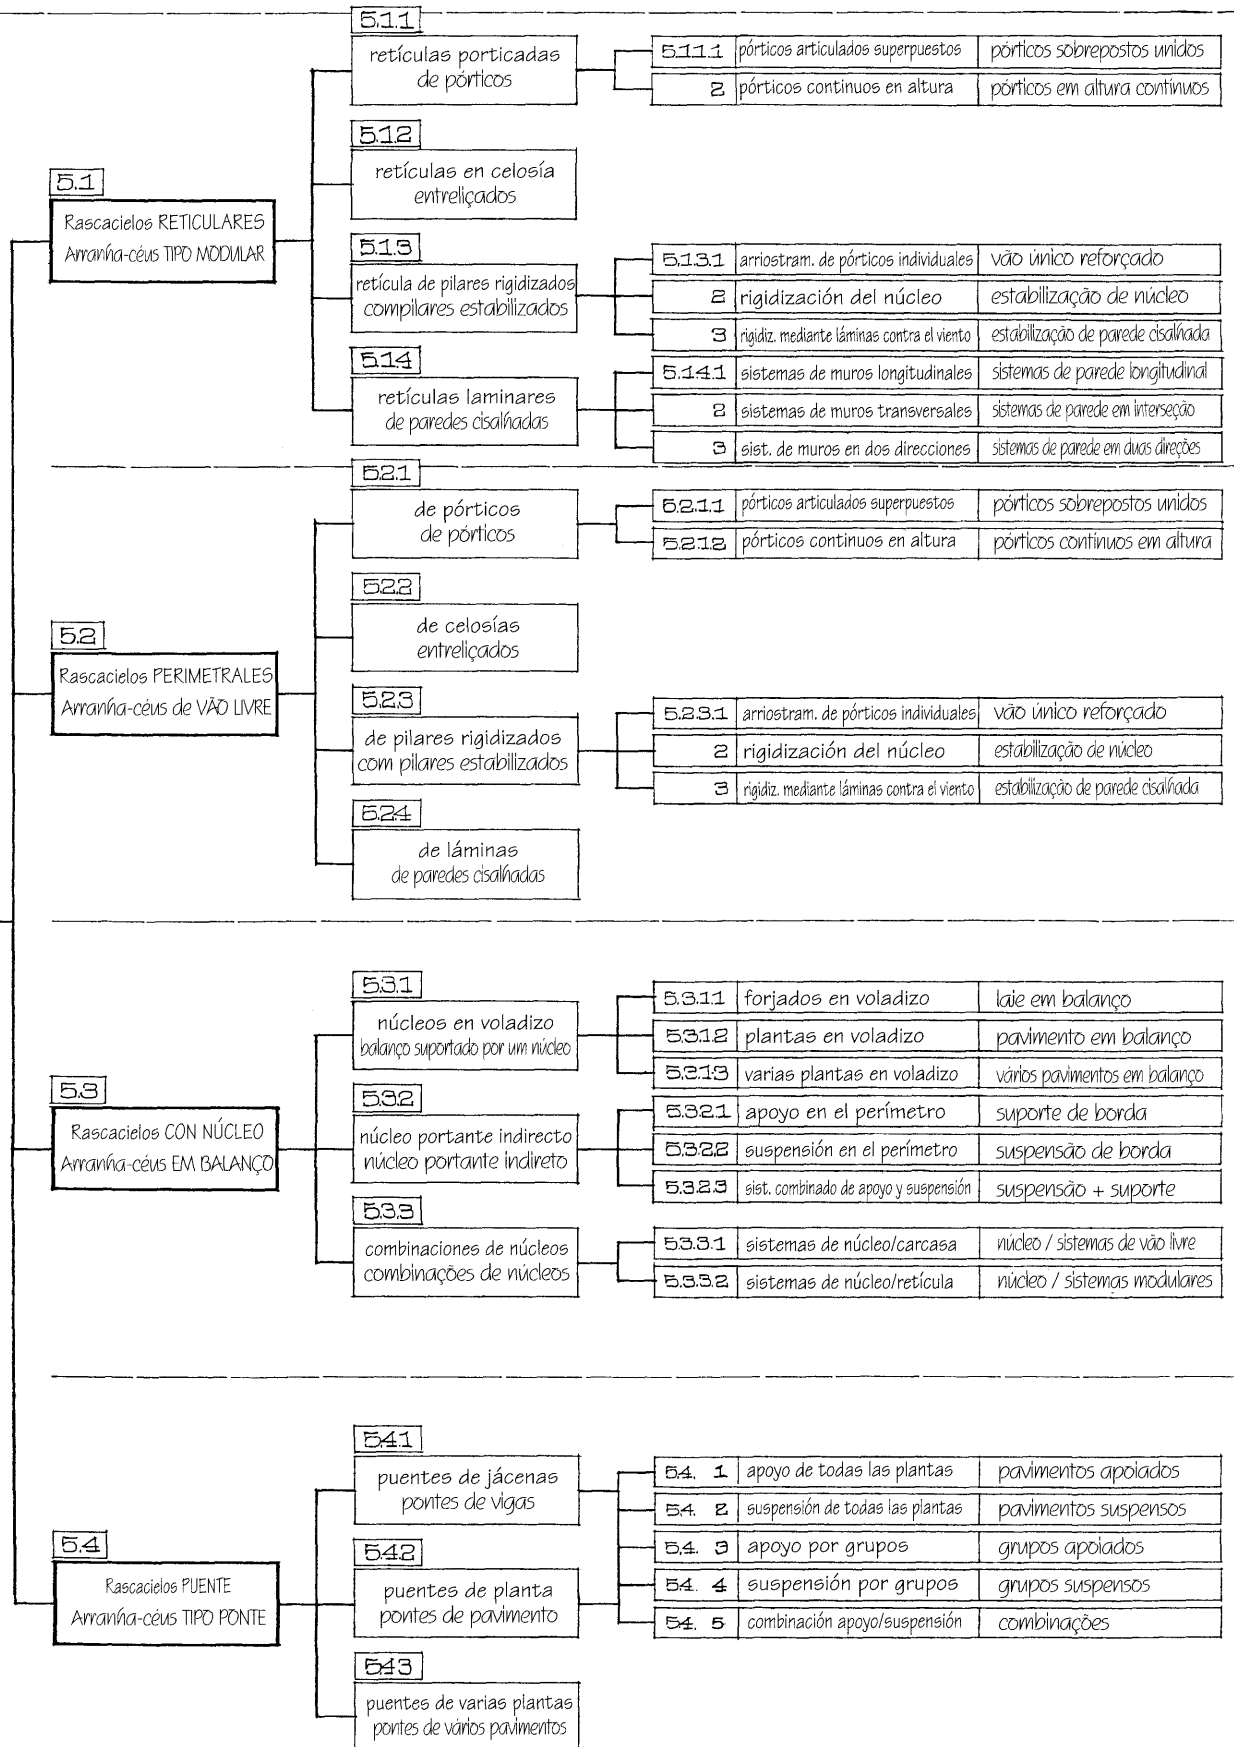 5.1
Rascacielos RETICULARES
Arranha-céus TIPO MODULAR
5.1.1
retículas porticadas
de pórticos
5.1.1.1 pórticos articulados superpuestos pórticos sobrepostos unidos
2 pórticos continuos en altura pórticos em altura contínuos
5.1.2
retículas en celosía
entreliçados
5.1.3
retícula de pilares rigidizados
compilares estabilizados
5.1.3.1 arriostram. de pórticos individuales vão único reforçado
2 rigidización del núcleo estabilização de núcleo
3 rigidiz. mediante láminas contra el viento estabilização de parede cisalhada
5.1.4
retículas laminares
de paredes cisalhadas
5.1.4.1 sistemas de muros longitudinales sistemas de parede longitudinal
2 sistemas de muros transversales sistemas de parede em interseção
3 sist. de muros en dos direcciones sistemas de parede em duas direções
5.2
Rascacielos PERIMETRALES
Arranha-céus de VÃO LIVRE
5.2.1
de pórticos
de pórticos
5.2.1.1 pórticos articulados superpuestos pórticos sobrepostos unidos
5.2.1.2 pórticos continuos en altura pórticos contínuos em altura
5.2.2
de celosías
entreliçados
5.2.3
de pilares rigidizados
com pilares estabilizados
5.2.3.1 arriostram. de pórticos individuales vão único reforçado
2 rigidización del núcleo estabilização de núcleo
3 rigidiz. mediante láminas contra el viento estabilização de parede cisalhada
5.2.4
de láminas
de paredes cisalhadas
5.3
Rascacielos CON NÚCLEO
Arranha-céus EM BALANÇO
5.3.1
núcleos en voladizo
balanço suportado por um núcleo
5.3.1.1 forjados en voladizo laje em balanço
5.3.1.2 plantas en voladizo pavimento em balanço
5.2.1.3 varias plantas en voladizo vários pavimentos em balanço
5.3.2
núcleo portante indirecto
núcleo portante indireto
5.3.2.1 apoyo en el perímetro suporte de borda
5.3.2.2 suspensión en el perímetro suspensão de borda
5.3.2.3 sist. combinado de apoyo y suspensión suspensão + suporte
5.3.3
combinaciones de núcleos
combinações de núcleos
5.3.3.1 sistemas de núcleo/carcasa núcleo / sistemas de vão livre
5.3.3.2 sistemas de núcleo/retícula núcleo / sistemas modulares
5.4
Rascacielos PUENTE
Arranha-céus TIPO PONTE
5.4.1
puentes de jácenas
pontes de vigas
5.4. 1 apoyo de todas las plantas pavimentos apoiados
5.4. 2 suspensión de todas las plantas pavimentos suspensos
5.4. 3 apoyo por grupos grupos apoiados
5.4. 4 suspensión por grupos grupos suspensos
5.4. 5 combinación apoyo/suspensión combinações
5.4.2
puentes de planta
pontes de pavimento
5.4.3
puentes de varias plantas
pontes de vários pavimentos